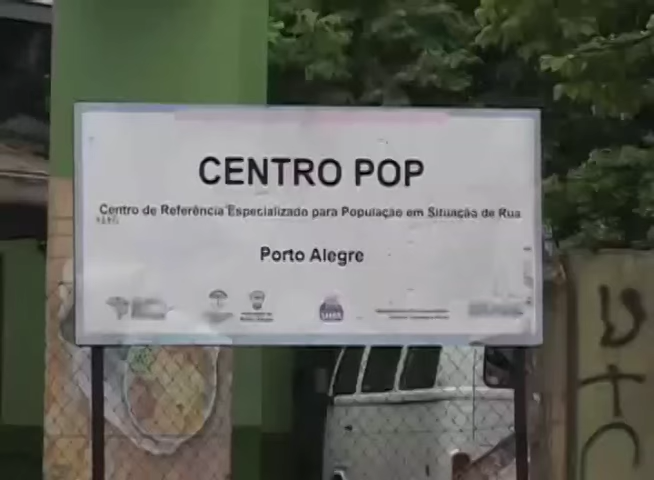 CENTRO POP
Centro de Referência Especializado para População em Situação de Rua
Porto Alegre